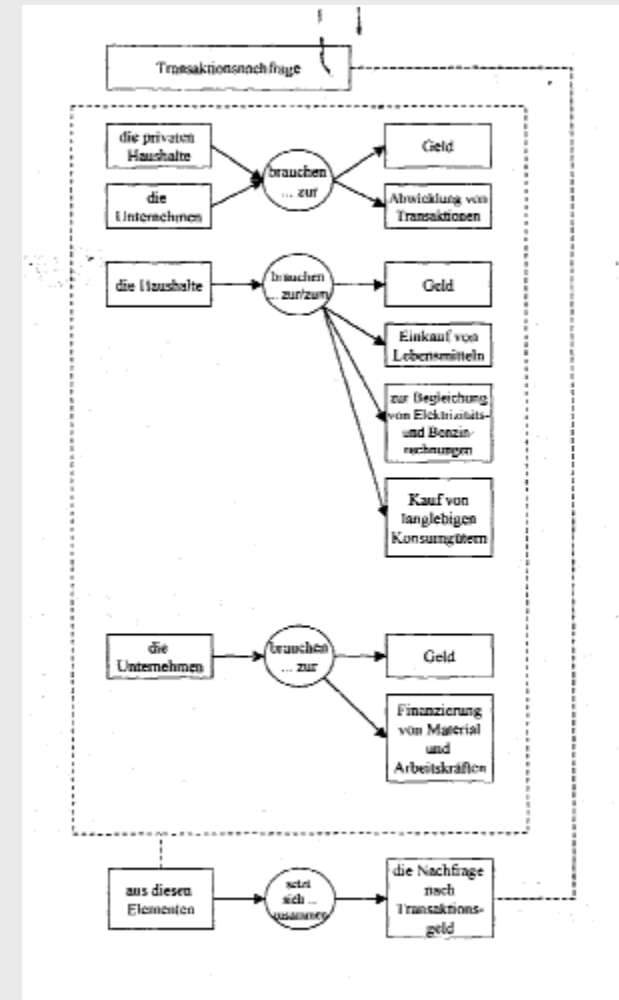 Transaktionsnachfrage
die privaten
Haushalte
die
Unternehmen
brauchen
... zur
Geld
Abwicklung von
Transaktionen
die Haushalte
brauchen
... zur/zum
Geld
Einkauf von
Lebensmitteln
zur Begleichung
von Elektrizitäts-
und Benzin-
rechnungen
Kauf von
langlebigen
Konsumgütern
die
Unternehmen
brauchen
... zur
Geld
Finanzierung
von Material
und
Arbeitskräften
aus diesen
Elementen
setzt
sich ...
zusammen
die Nachfrage
nach
Transaktions-
geld